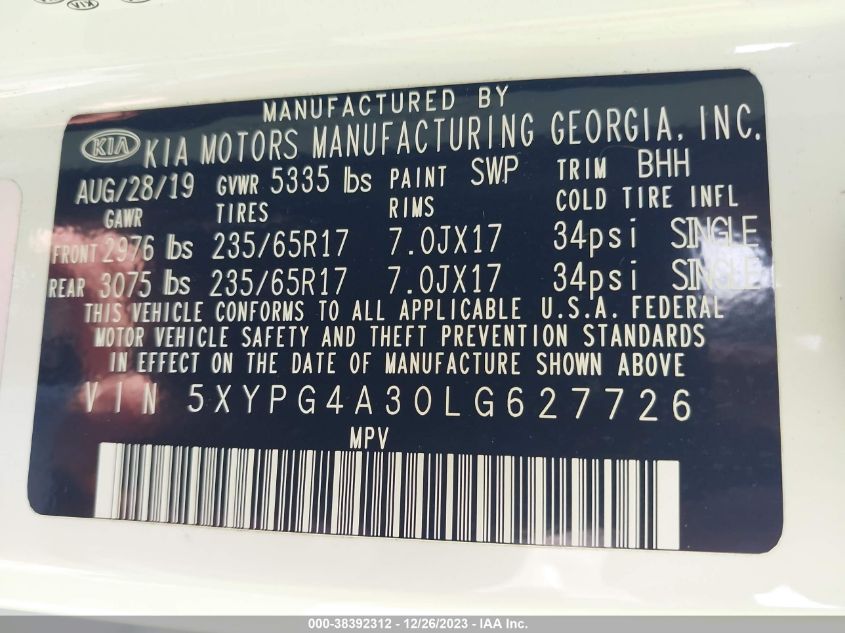 MANUFACTURED BY
KIA KIA MOTORS MANUFACTURING GEORGIA, INC.
AUG/28/19 GVWR 5335 lbs PAINT SWP TRIM BHH
GAWR TIRES RIMS COLD TIRE INFL
FRONT 2976 lbs 235/65R17 7.0JX17 34psi SINGLE
REAR 3075 lbs 235/65R17 7.0JX17 34psi SINGLE
THIS VEHICLE CONFORMS TO ALL APPLICABLE U.S.A. FEDERAL
MOTOR VEHICLE SAFETY AND THEFT PREVENTION STANDARDS
IN EFFECT ON THE DATE OF MANUFACTURE SHOWN ABOVE
VIN 5XYPG4A30LG627726
MPV
000-38392312 - 12/26/2023 - IAA Inc.